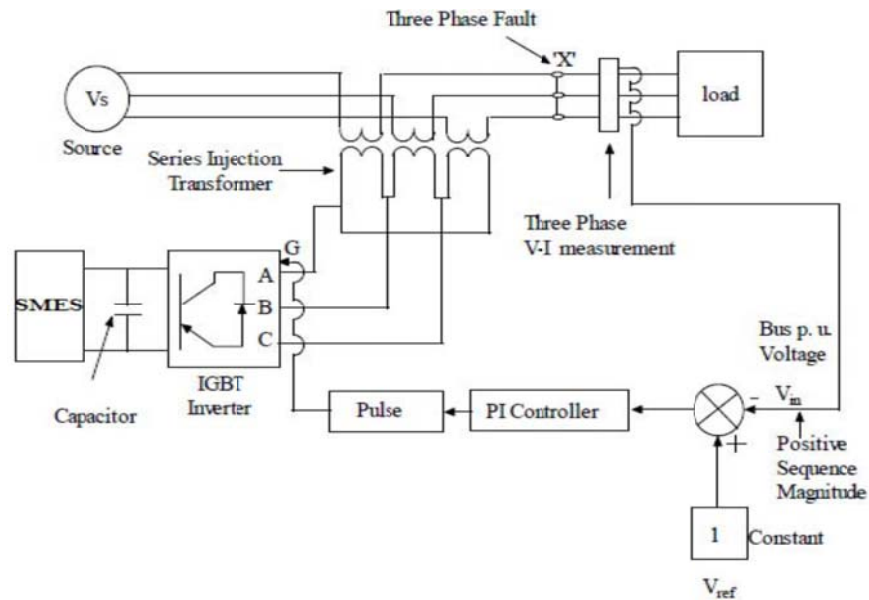 Three Phase Fault
'X'
Vs
load
Source
Series Injection
Transformer
Three Phase
V-I measurement
G
A
SMES
B
C
Bus p. u.
Voltage
IGBT
Inverter
Capacitor
Pulse
PI Controller
-
Vin
+
Positive
Sequence
Magnitude
1
Constant
Vref